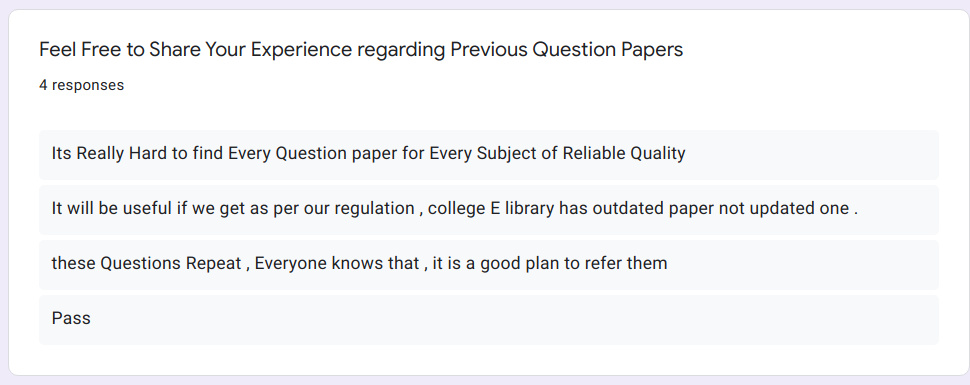 Feel Free to Share Your Experience regarding Previous Question Papers
4 responses
Its Really Hard to find Every Question paper for Every Subject of Reliable Quality
It will be useful if we get as per our regulation , college E library has outdated paper not updated one .
these Questions Repeat , Everyone knows that , it is a good plan to refer them
Pass